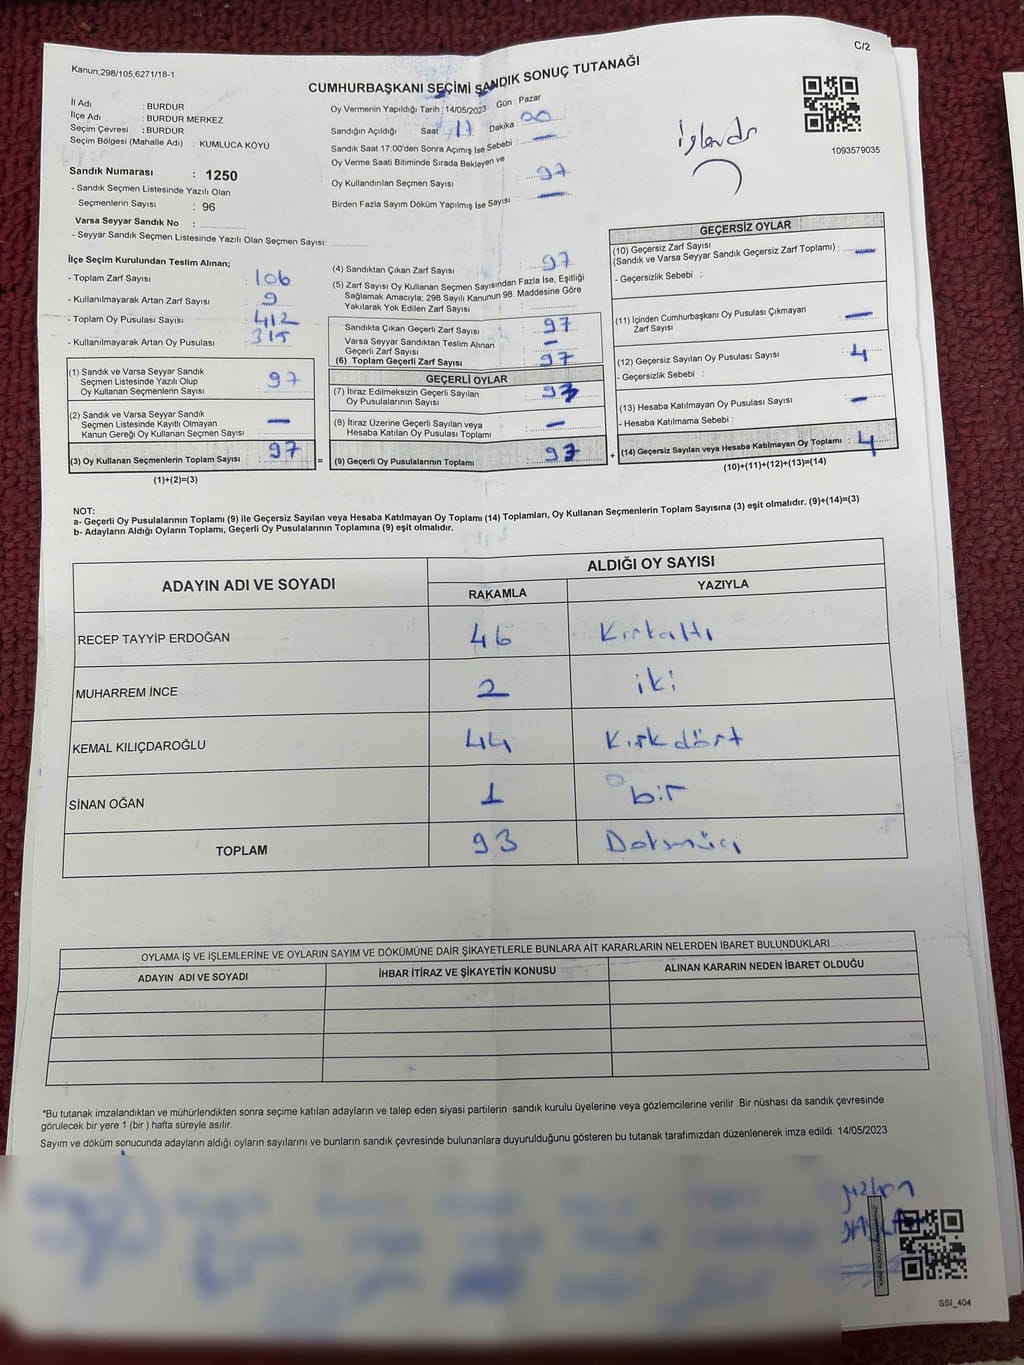 C/2
Kanun;298/105,6271/18-1
CUMHURBAŞKANI SEÇİMİ SANDIK SONUÇ TUTANAĞI
İl Adı : BURDUR
İlçe Adı : BURDUR MERKEZ
Seçim Çevresi : BURDUR
Seçim Bölgesi (Mahalle Adı) : KUMLUCA KÖYÜ
Sandık Numarası : 1250
- Sandık Seçmen Listesinde Yazılı Olan
Seçmenlerin Sayısı : 96
Varsa Seyyar Sandık No :
- Seyyar Sandık Seçmen Listesinde Yazılı Olan Seçmen Sayısı:
Oy Vermenin Yapıldığı Tarih : 14/05/2023 Gün : Pazar
Sandığın Açıldığı Saat : 17 Dakika : 00
Sandık Saat 17:00'den Sonra Açımış İse Sebebi : —
Oy Verme Saati Bitiminde Sırada Bekleyen ve
Oy Kullandırılan Seçmen Sayısı : 97
Birden Fazla Sayım Döküm Yapılmış İse Sayısı : —
işlendi
1093579035
İlçe Seçim Kurulundan Teslim Alınan;
- Toplam Zarf Sayısı : 106
- Kullanılmayarak Artan Zarf Sayısı : 9
- Toplam Oy Pusulası Sayısı : 412
- Kullanılmayarak Artan Oy Pusulası : 315
(1) Sandık ve Varsa Seyyar Sandık
Seçmen Listesinde Yazılı Olup
Oy Kullanan Seçmenlerin Sayısı : 97
(2) Sandık ve Varsa Seyyar Sandık
Seçmen Listesinde Kayıtlı Olmayan
Kanun Gereği Oy Kullanan Seçmen Sayısı : —
(3) Oy Kullanan Seçmenlerin Toplam Sayısı : 97
(1)+(2)=(3)
(4) Sandıktan Çıkan Zarf Sayısı : 97
(5) Zarf Sayısı Oy Kullanan Seçmen Sayısından Fazla İse, Eşitliği
Sağlamak Amacıyla; 298 Sayılı Kanunun 98. Maddesine Göre
Yakılarak Yok Edilen Zarf Sayısı :
Sandıkta Çıkan Geçerli Zarf Sayısı : 97
Varsa Seyyar Sandıktan Teslim Alınan
Geçerli Zarf Sayısı : —
(6) Toplam Geçerli Zarf Sayısı : 97
GEÇERLİ OYLAR
(7) İtiraz Edilmeksizin Geçerli Sayılan
Oy Pusulalarının Sayısı : 93
(8) İtiraz Üzerine Geçerli Sayılan veya
Hesaba Katılan Oy Pusulası Toplamı : —
= (9) Geçerli Oy Pusulalarının Toplamı : 93
GEÇERSİZ OYLAR
(10) Geçersiz Zarf Sayısı
(Sandık ve Varsa Seyyar Sandık Geçersiz Zarf Toplamı) : —
- Geçersizlik Sebebi :
(11) İçinden Cumhurbaşkanı Oy Pusulası Çıkmayan
Zarf Sayısı : —
(12) Geçersiz Sayılan Oy Pusulası Sayısı : 4
- Geçersizlik Sebebi :
(13) Hesaba Katılmayan Oy Pusulası Sayısı : —
- Hesaba Katılmama Sebebi :
+ (14) Geçersiz Sayılan veya Hesaba Katılmayan Oy Toplamı : 4
(10)+(11)+(12)+(13)=(14)
NOT:
a- Geçerli Oy Pusulalarının Toplamı (9) ile Geçersiz Sayılan veya Hesaba Katılmayan Oy Toplamı (14) Toplamları, Oy Kullanan Seçmenlerin Toplam Sayısına (3) eşit olmalıdır. (9)+(14)=(3)
b- Adayların Aldığı Oyların Toplamı, Geçerli Oy Pusulalarının Toplamına (9) eşit olmalıdır.
ADAYIN ADI VE SOYADI ALDIĞI OY SAYISI
RAKAMLA YAZIYLA
RECEP TAYYİP ERDOĞAN 46 Kırkaltı
MUHARREM İNCE 2 iki
KEMAL KILIÇDAROĞLU 44 Kırkdört
SİNAN OĞAN 1 bir
TOPLAM 93
OYLAMA İŞ VE İŞLEMLERİNE VE OYLARIN SAYIM VE DÖKÜMÜNE DAİR ŞİKAYETLERLE BUNLARA AİT KARARLARIN NELERDEN İBARET BULUNDUKLARI
ADAYIN ADI VE SOYADI İHBAR İTİRAZ VE ŞİKAYETİN KONUSU ALINAN KARARIN NEDEN İBARET OLDUĞU
*Bu tutanak imzalandıktan ve mühürlendikten sonra seçime katılan adayların ve talep eden siyasi partilerin sandık kurulu üyelerine veya gözlemcilerine verilir .Bir nüshası da sandık çevresinde
görülecek bir yere 1 (bir ) hafta süreyle asılır.
Sayım ve döküm sonucunda adayların aldığı oyların sayılarını ve bunların sandık çevresinde bulunanlara duyurulduğunu gösteren bu tutanak tarafımızdan düzenlenerek imza edildi. 14/05/2023
SSI_404